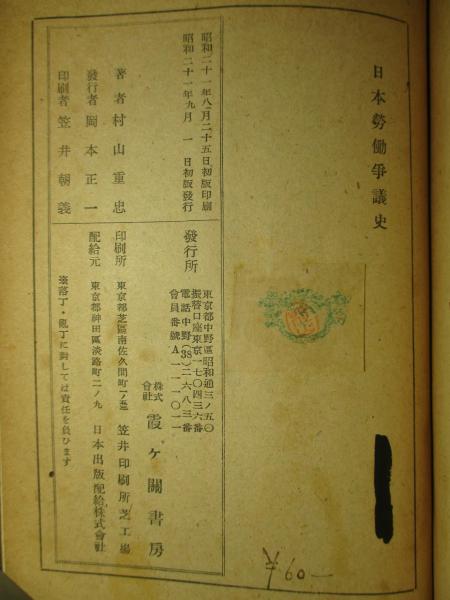 日本勞働爭議史
昭和二十一年八月二十五日初版印刷
昭和二十一年九月 一 日初版發行
著者 村山重忠
發行者 岡本正一
印刷者 笠井朝義
發行所
東京都中野區昭和通三ノ五〇
振替口座東京一七〇四三六番
電話中野(38)二六八三番
會員番號A一一一〇一一
株式會社 霞ヶ關書房
印刷所 東京都芝區南佐久間町 笠井印刷所芝工場
配給元 東京都神田區淡路町二ノ九 日本出版配給株式會社
※落丁・亂丁に對しては責任を負ひます
¥60—